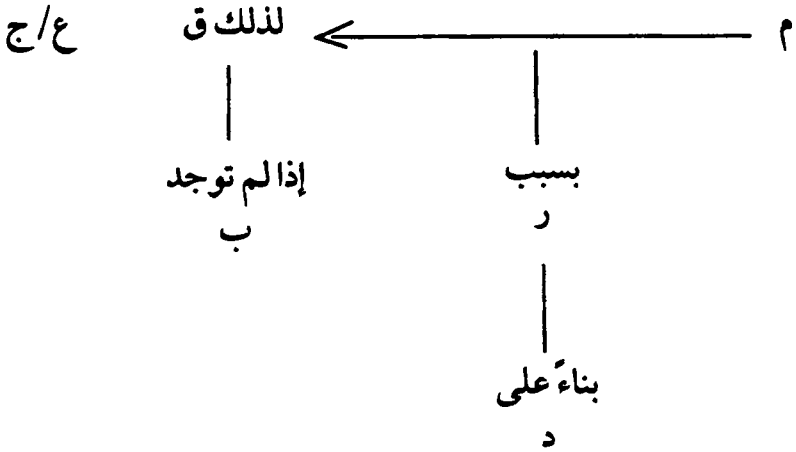 م لذلك ق ع/ج
بسبب إذا لم توجد
ر ب
بناءً على
د